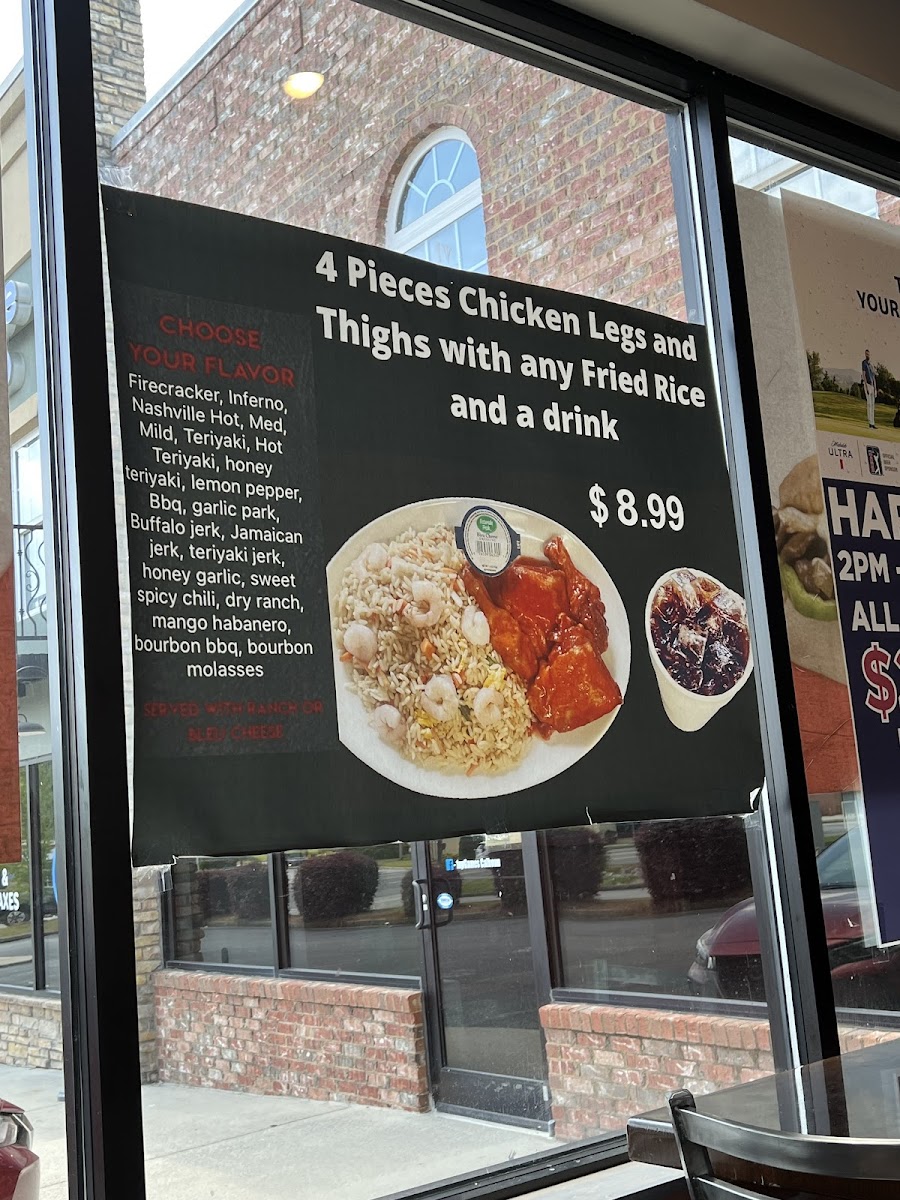 4 Pieces Chicken Legs and
Thighs with any Fried Rice
and a drink
$8.99
CHOOSE
YOUR FLAVOR
Firecracker, Inferno,
Nashville Hot, Med,
Mild, Teriyaki, Hot
Teriyaki, honey
teriyaki, lemon pepper,
Bbq, garlic park,
Buffalo jerk, Jamaican
jerk, teriyaki jerk,
honey garlic, sweet
spicy chili, dry ranch,
mango habanero,
bourbon bbq, bourbon
molasses
SERVED WITH RANCH OR
BLEU CHEESE
YOUR
ULTRA
HAP
2PM -
ALL
$
&
AXES